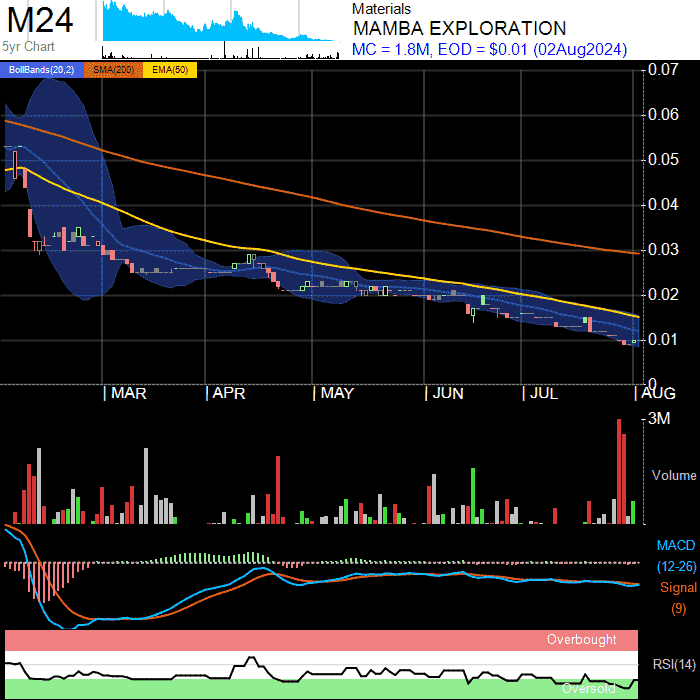 M24
5yr Chart
Materials
MAMBA EXPLORATION
MC = 1.8M, EOD = $0.01 (02Aug2024)
BollBands(20,2) SMA(200) EMA(50)
0.07
0.06
0.05
0.04
0.03
0.02
0.01
0
MAR APR MAY JUN JUL AUG
3M
Volume
MACD
(12-26)
Signal
(9)
Overbought
RSI(14)
Oversold